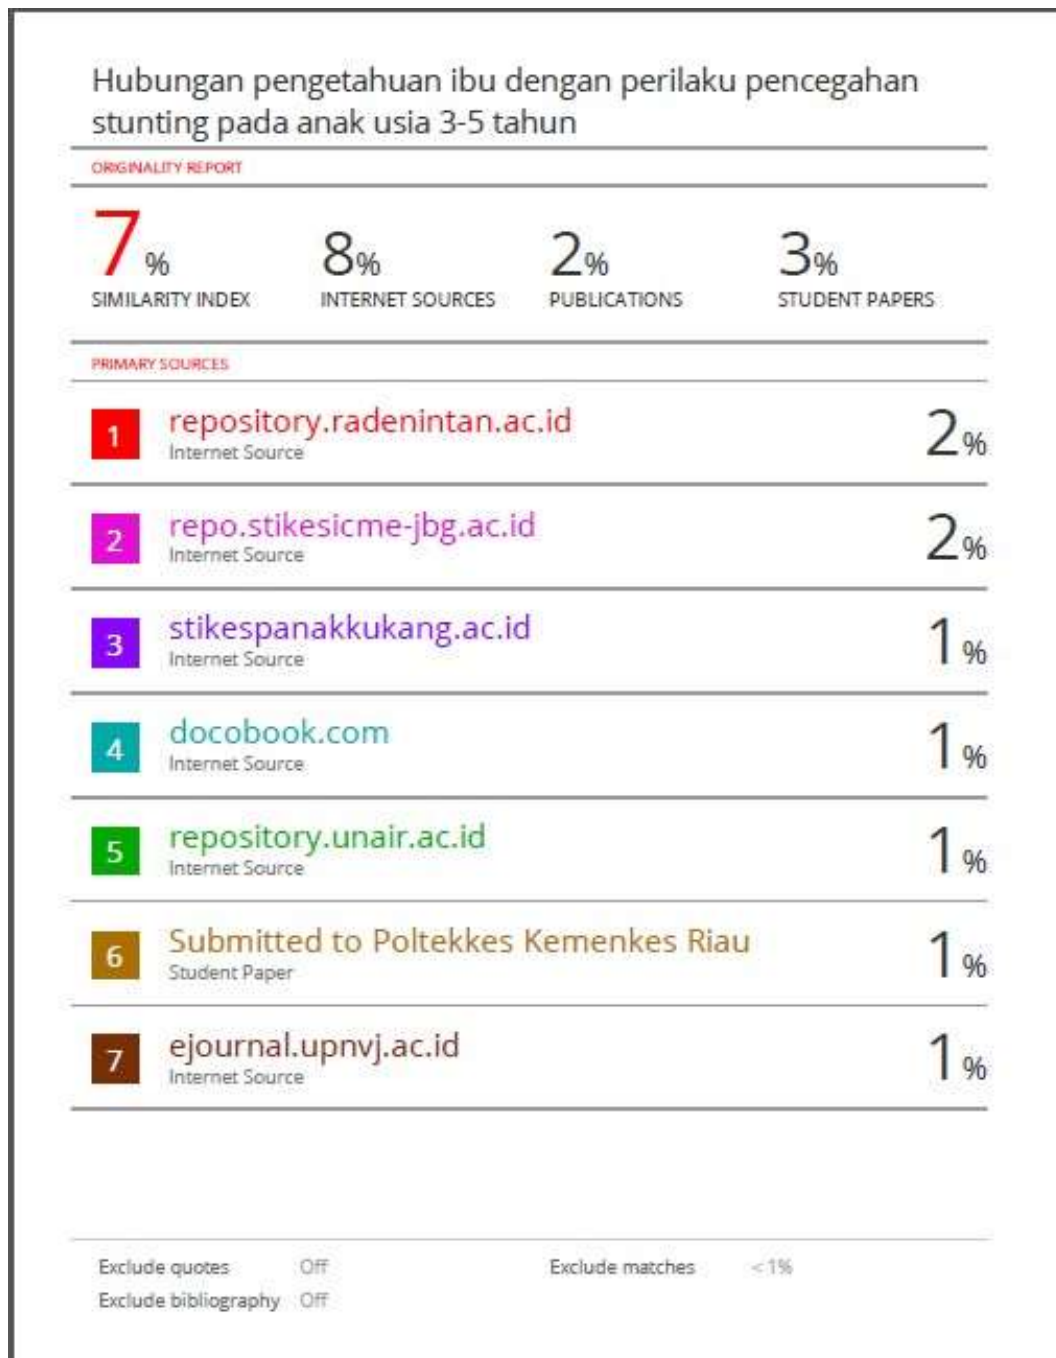 Hubungan pengetahuan ibu dengan perilaku pencegahan
stunting pada anak usia 3-5 tahun
ORIGINALITY REPORT
7% 8% 2% 3%
SIMILARITY INDEX INTERNET SOURCES PUBLICATIONS STUDENT PAPERS
PRIMARY SOURCES
1 repository.radenintan.ac.id 2%
Internet Source
2 repo.stikesicme-jbg.ac.id 2%
Internet Source
3 stikespanakkukang.ac.id 1%
Internet Source
4 docobook.com 1%
Internet Source
5 repository.unair.ac.id 1%
Internet Source
6 Submitted to Poltekkes Kemenkes Riau 1%
Student Paper
7 ejournal.upnvj.ac.id 1%
Internet Source
Exclude quotes Off Exclude matches < 1%
Exclude bibliography Off